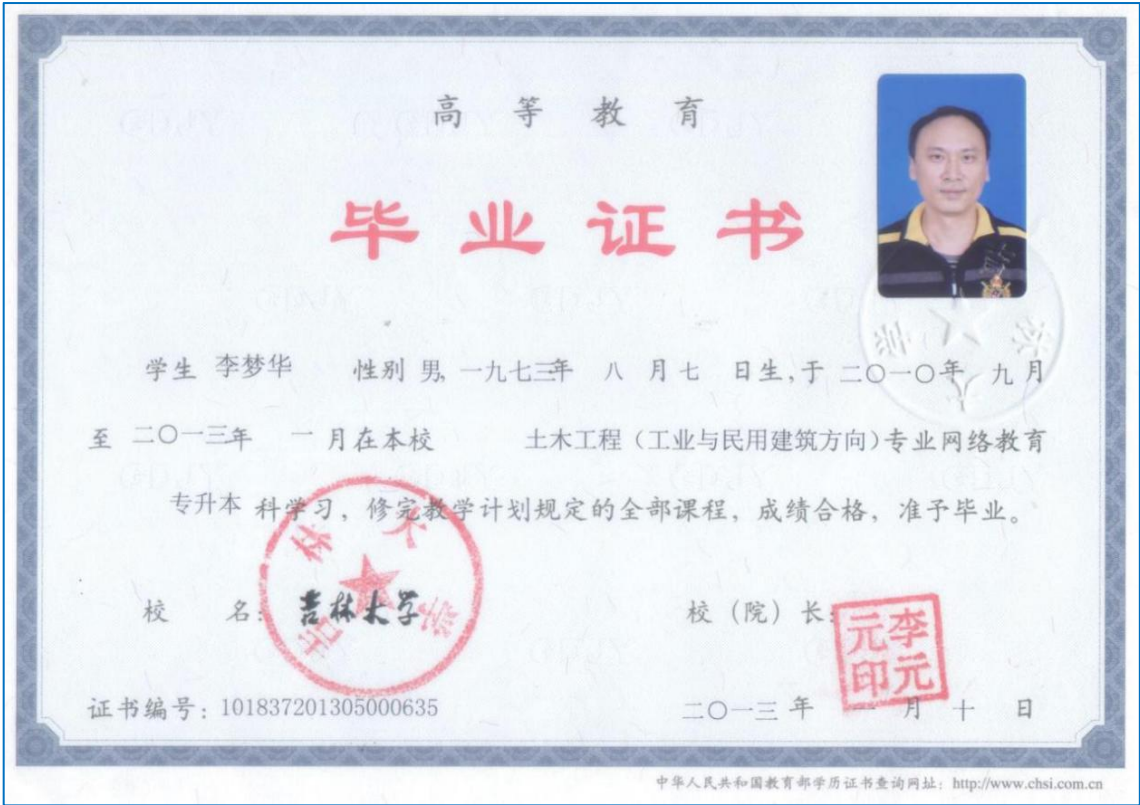 高等教育
毕业证书
学生 李梦华 性别 男, 一九七三年 八 月 七 日生, 于 二〇一〇年 九 月
至 二〇一三年 一 月在本校 土木工程（工业与民用建筑方向）专业网络教育
专升本 科学习，修完教学计划规定的全部课程，成绩合格，准予毕业。
校 名：吉林大学
吉林大学
校（院）长：
李元元印
证书编号：101837201305000635
二〇一三 年 一 月 十 日
中华人民共和国教育部学历证书查询网址：http://www.chsi.com.cn